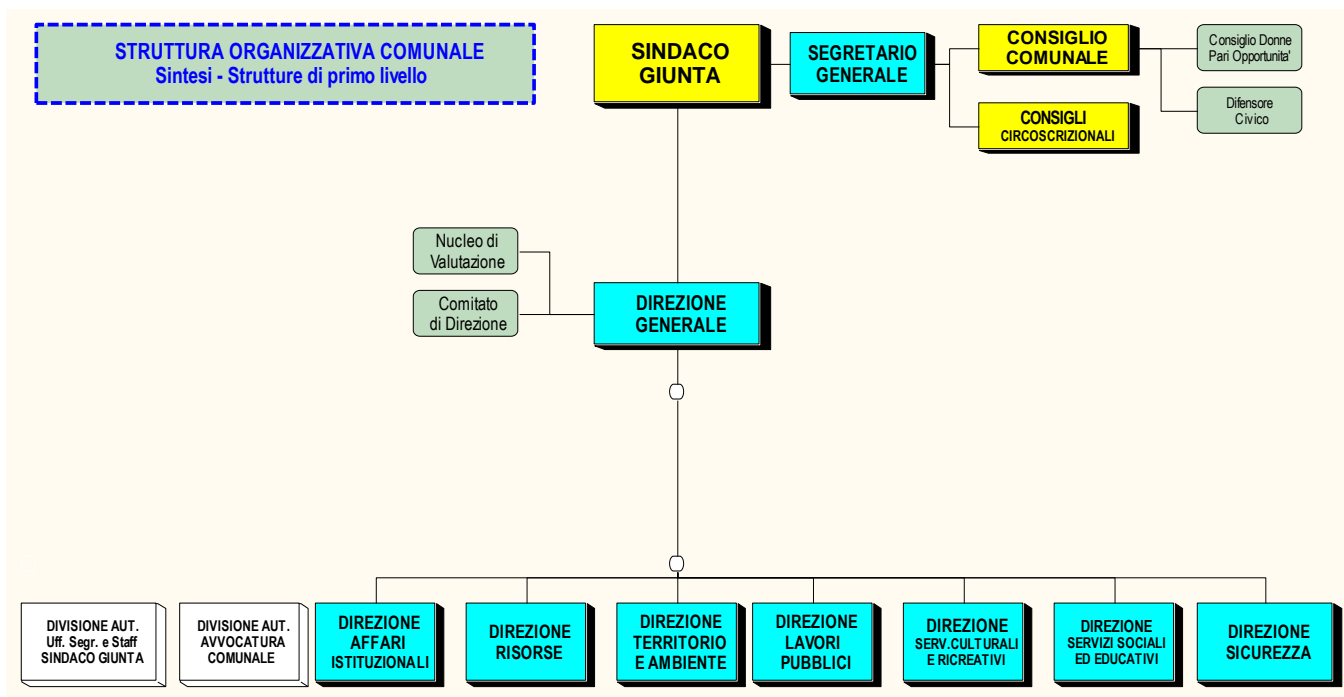 STRUTTURA ORGANIZZATIVA COMUNALE
Sintesi - Strutture di primo livello
SINDACO
GIUNTA
SEGRETARIO
GENERALE
CONSIGLIO
COMUNALE
CONSIGLI
CIRCOSCRIZIONALI
Consiglio Donne
Pari Opportunita'
Difensore
Civico
Nucleo di
Valutazione
Comitato
di Direzione
DIREZIONE
GENERALE
DIVISIONE AUT.
Uff. Segr. e Staff
SINDACO GIUNTA
DIVISIONE AUT.
AVVOCATURA
COMUNALE
DIREZIONE
AFFARI
ISTITUZIONALI
DIREZIONE
RISORSE
DIREZIONE
TERRITORIO
E AMBIENTE
DIREZIONE
LAVORI
PUBBLICI
DIREZIONE
SERV.CULTURALI
E RICREATIVI
DIREZIONE
SERVIZI SOCIALI
ED EDUCATIVI
DIREZIONE
SICUREZZA